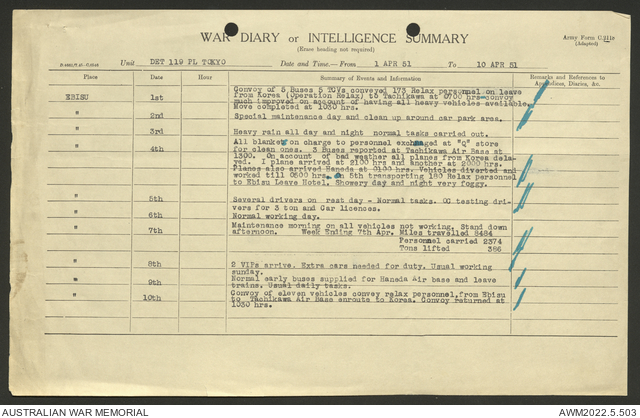 WAR DIARY or INTELLIGENCE SUMMARY
(Erase heading not required)
Army Form C.2118
(Adapted)
Unit DET 119 PL TOKYO Date and Time.—From 1 APR 51 To 10 APR 51
Place Date Hour Summary of Events and Information Remarks and References to
Appendices, Diaries, &c.
EBISU 1st Convoy of 5 Buses 5 TCVs conveyed 173 Relax personnel on leave
from Korea (Operation Relax) to Tachikawa at 0700 hrs convoy
much improved on account of having all heavy vehicles available.
Move completed at 1030 hrs.
" 2nd Special maintenance day and clean up around car park area.
" 3rd Heavy rain all day and night normal tasks carried out.
" 4th All blankets on charge to personnel exchanged at "Q" store
for clean ones. 3 Buses reported at Tachikawa Air Base at
1300. On account of bad weather all planes from Korea dela-
yed. 1 plane arrived at 2100 hrs and another at 2000 hrs.
Planes also arrived Haneda at 0100 hrs. Vehicles diverted and
worked till 0500 hrs. on 5th transporting 180 Relax personnel
to Ebisu Leave Hotel. Showery day and night very foggy.
" 5th Several drivers on rest day - Normal tasks. OC testing dri-
vers for 3 ton and Car licences.
" 6th Normal working day.
" 7th Maintenance morning on all vehicles not working. Stand down
afternoon. Week Ending 7th Apr. Miles travelled 8484
Personnel carried 2374
Tons lifted 386
" 8th 2 VIPs arrive. Extra cars needed for duty. Usual working
sunday.
" 9th Normal early buses supplied for Haneda Air base and leave
trains. Usual daily tasks.
" 10th Convoy of eleven vehicles convey relax personnel,from Ebisu
to Tachikawa Air Base enroute to Korea. Convoy returned at
1030 hrs.
AUSTRALIAN WAR MEMORIAL AWM2022.5.503